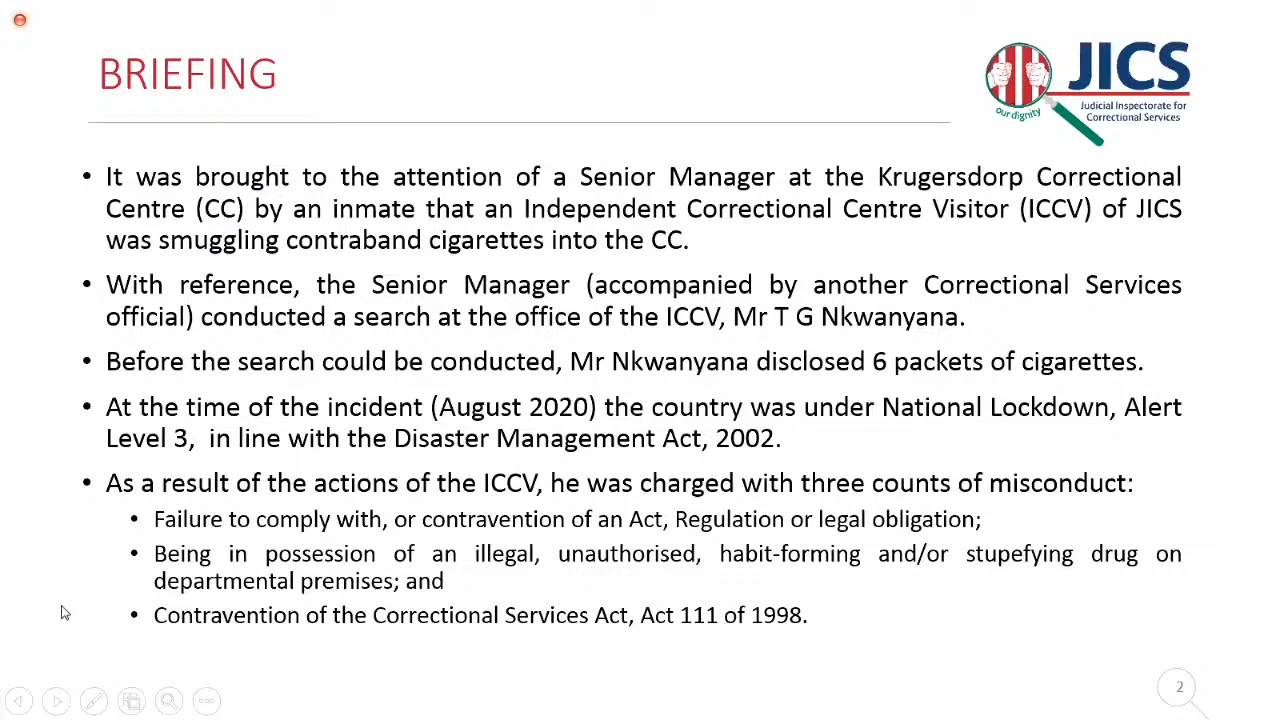 BRIEFING
JICS
Judicial Inspectorate for
Correctional Services
our dignity
• It was brought to the attention of a Senior Manager at the Krugersdorp Correctional
Centre (CC) by an inmate that an Independent Correctional Centre Visitor (ICCV) of JICS
was smuggling contraband cigarettes into the CC.
• With reference, the Senior Manager (accompanied by another Correctional Services
official) conducted a search at the office of the ICCV, Mr T G Nkwanyana.
• Before the search could be conducted, Mr Nkwanyana disclosed 6 packets of cigarettes.
• At the time of the incident (August 2020) the country was under National Lockdown, Alert
Level 3,  in line with the Disaster Management Act, 2002.
• As a result of the actions of the ICCV, he was charged with three counts of misconduct:
• Failure to comply with, or contravention of an Act, Regulation or legal obligation;
• Being in possession of an illegal, unauthorised, habit-forming and/or stupefying drug on
departmental premises; and
• Contravention of the Correctional Services Act, Act 111 of 1998.
2